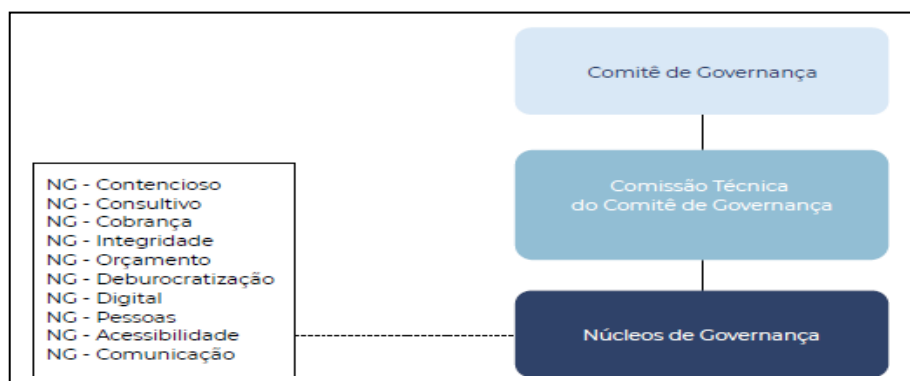 Comitê de Governança
Comissão Técnica
do Comitê de Governança
NG - Contencioso
NG - Consultivo
NG - Cobrança
NG - Integridade
NG - Orçamento
NG - Deburocratização
NG - Digital
NG - Pessoas
NG - Acessibilidade
NG - Comunicação
Núcleos de Governança